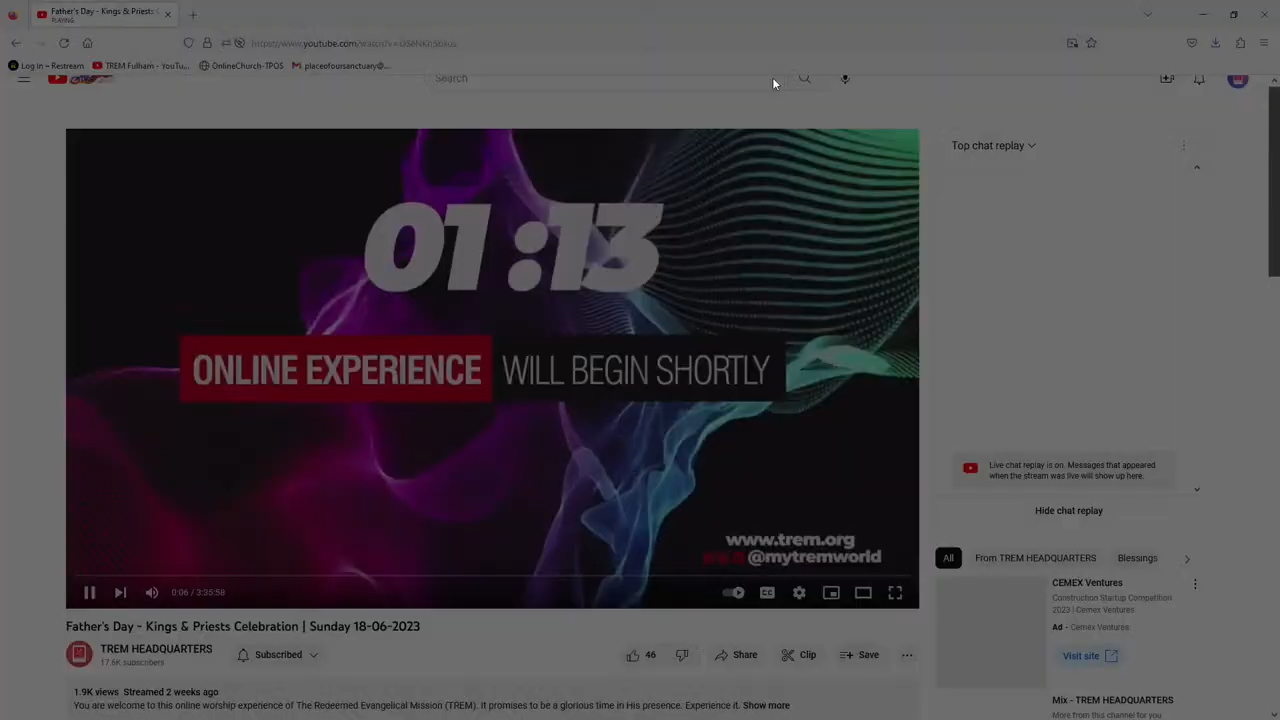 Father's Day - Kings & Priests C
PLAYING
https://www.youtube.com/watch?v=
Log in – Restream
TREM Fulham - YouTu...
OnlineChurch-TPOS
placeofoursanctuary@...
Search
01:13
ONLINE EXPERIENCE WILL BEGIN SHORTLY
www.trem.org
@mytremworld
0:06 / 3:35:58
Father's Day - Kings & Priests Celebration | Sunday 18-06-2023
TREM HEADQUARTERS
17.6K subscribers
Subscribed
46
Share
Clip
Save
1.9K views Streamed 2 weeks ago
You are welcome to this online worship experience of The Redeemed Evangelical Mission (TREM). It promises to be a glorious time in His presence. Experience it. Show more
Top chat replay
Live chat replay is on. Messages that appeared
when the stream was live will show up here.
Hide chat replay
All
From TREM HEADQUARTERS
Blessings
CEMEX Ventures
Construction Startup Competition
2023 | Cemex Ventures
Ad - Cemex Ventures
Visit site
Mix - TREM HEADQUARTERS
More from this channel for you